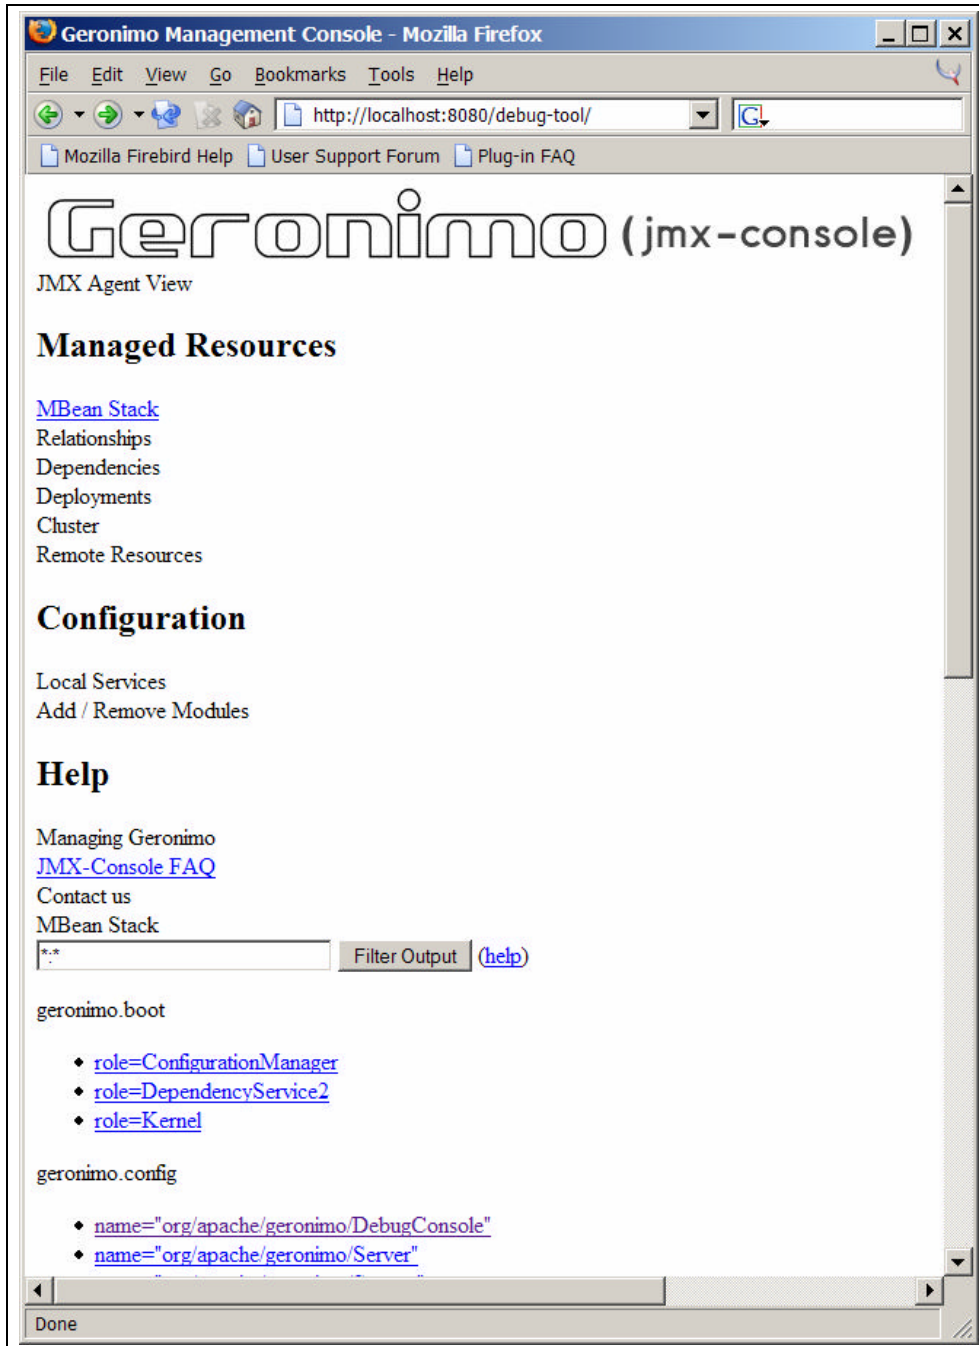 Geronimo Management Console - Mozilla Firefox
File Edit View Go Bookmarks Tools Help
http://localhost:8080/debug-tool/ G
Mozilla Firebird Help User Support Forum Plug-in FAQ
Geronimo (jmx-console)
JMX Agent View
Managed Resources
MBean Stack
Relationships
Dependencies
Deployments
Cluster
Remote Resources
Configuration
Local Services
Add / Remove Modules
Help
Managing Geronimo
JMX-Console FAQ
Contact us
MBean Stack
*:* Filter Output (help)
geronimo.boot
role=ConfigurationManager
role=DependencyService2
role=Kernel
geronimo.config
name="org/apache/geronimo/DebugConsole"
name="org/apache/geronimo/Server"
Done